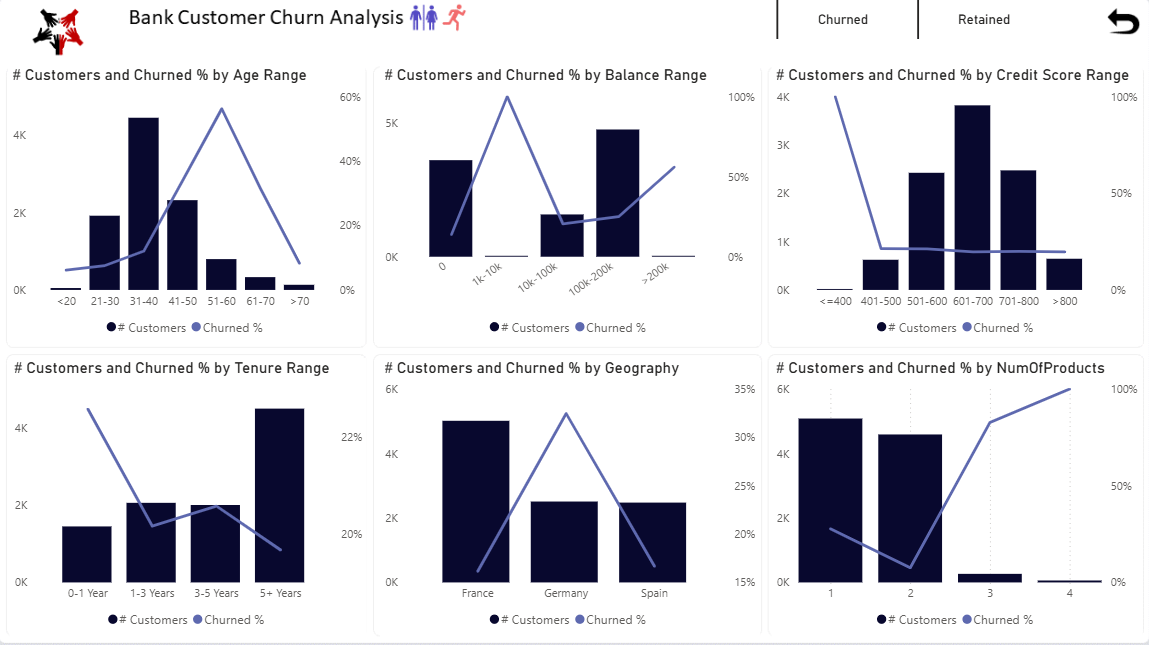 Bank Customer Churn Analysis
Churned
Retained
# Customers and Churned % by Age Range
4K
2K
0K
60%
40%
20%
0%
<20 21-30 31-40 41-50 51-60 61-70 >70
# Customers Churned %
# Customers and Churned % by Balance Range
5K
0K
100%
50%
0%
0 1k-10k 10k-100k 100k-200k >200k
# Customers Churned %
# Customers and Churned % by Credit Score Range
4K
3K
2K
1K
0K
100%
50%
0%
<=400 401-500 501-600 601-700 701-800 >800
# Customers Churned %
# Customers and Churned % by Tenure Range
4K
2K
0K
22%
20%
0-1 Year 1-3 Years 3-5 Years 5+ Years
# Customers Churned %
# Customers and Churned % by Geography
6K
4K
2K
0K
35%
30%
25%
20%
15%
France Germany Spain
# Customers Churned %
# Customers and Churned % by NumOfProducts
6K
4K
2K
0K
100%
50%
0%
1 2 3 4
# Customers Churned %